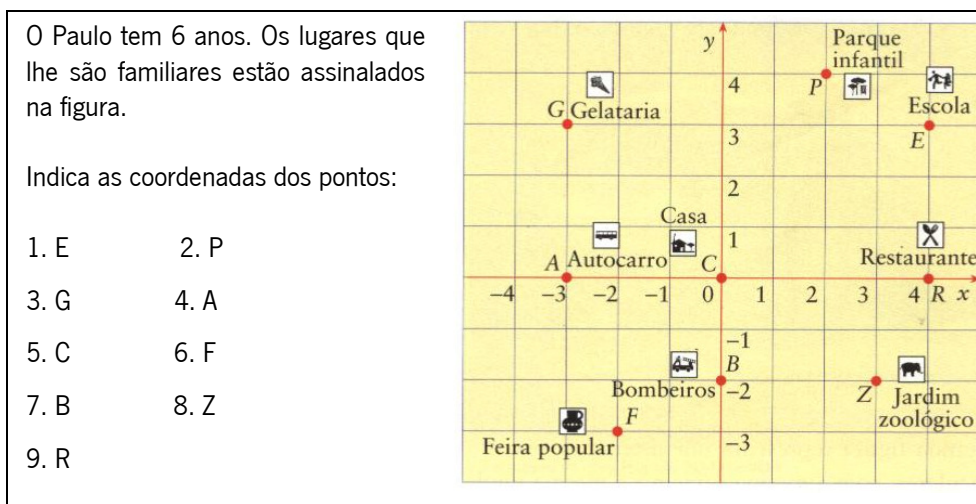 O Paulo tem 6 anos. Os lugares que
lhe são familiares estão assinalados
na figura.
Indica as coordenadas dos pontos:
1. E 2. P
3. G 4. A
5. C 6. F
7. B 8. Z
9. R
y
Parque
infantil
4
P
G Gelataria
Escola
3
E
2
Casa
1
A Autocarro
C
Restaurante
–4 –3 –2 –1 0 1 2 3 4 R x
–1
B
Bombeiros
–2
Z
Jardim
zoológico
F
Feira popular
–3